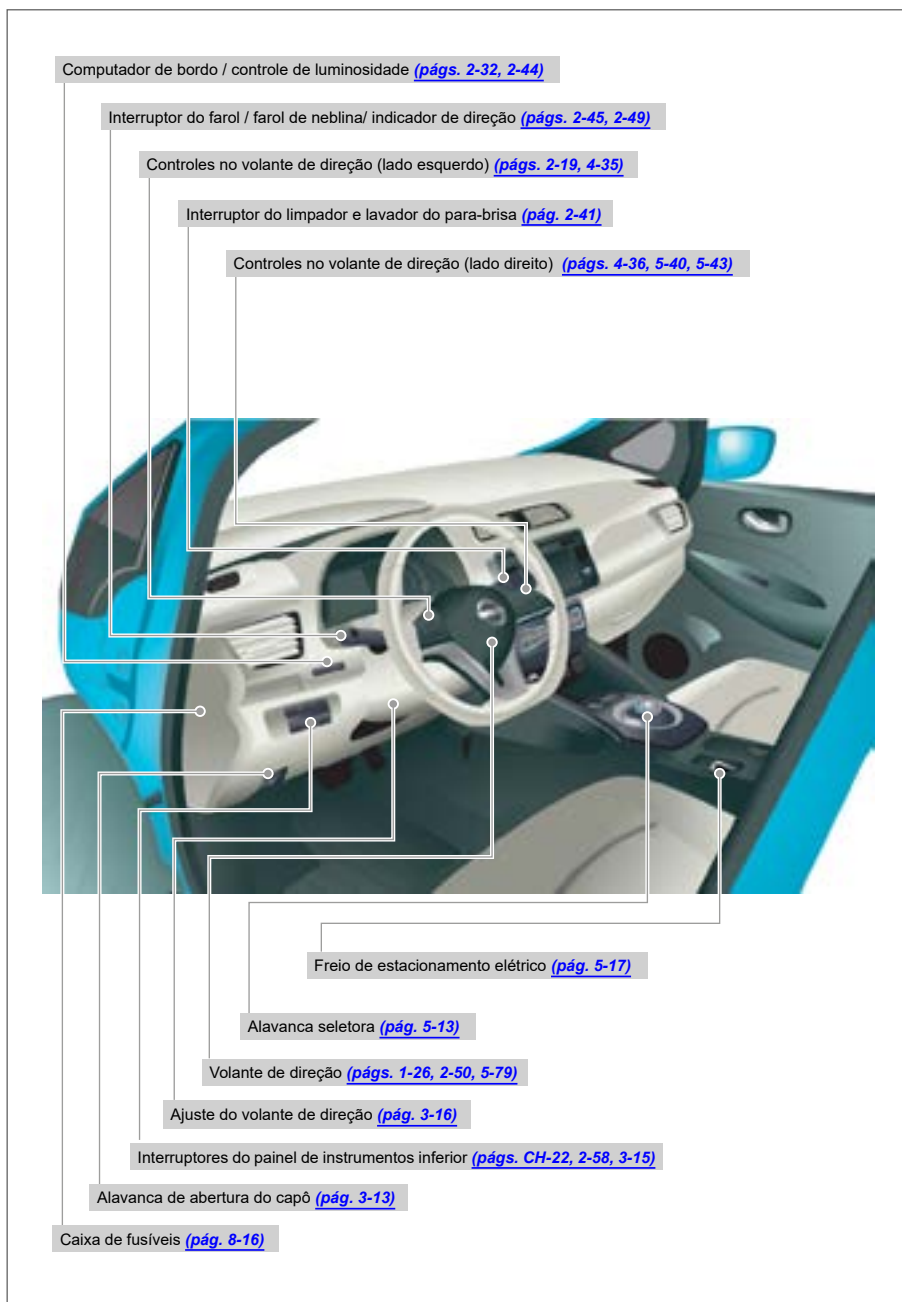 Computador de bordo / controle de luminosidade (págs. 2-32, 2-44)
Interruptor do farol / farol de neblina/ indicador de direção (págs. 2-45, 2-49)
Controles no volante de direção (lado esquerdo) (págs. 2-19, 4-35)
Interruptor do limpador e lavador do para-brisa (pág. 2-41)
Controles no volante de direção (lado direito) (págs. 4-36, 5-40, 5-43)
Freio de estacionamento elétrico (pág. 5-17)
Alavanca seletora (pág. 5-13)
Volante de direção (págs. 1-26, 2-50, 5-79)
Ajuste do volante de direção (pág. 3-16)
Interruptores do painel de instrumentos inferior (págs. CH-22, 2-58, 3-15)
Alavanca de abertura do capô (pág. 3-13)
Caixa de fusíveis (pág. 8-16)